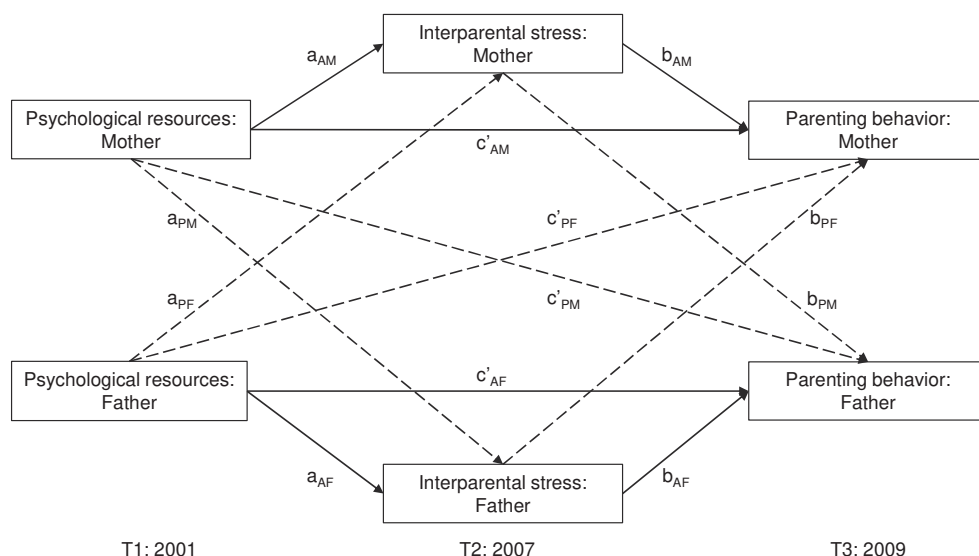 Interparental stress:
Mother
a_AM
b_AM
Psychological resources:
Mother
Parenting behavior:
Mother
c'_AM
a_PM
c'_PF
b_PF
a_PF
c'_PM
b_PM
Psychological resources:
Father
c'_AF
Parenting behavior:
Father
a_AF
Interparental stress:
Father
b_AF
T1: 2001
T2: 2007
T3: 2009